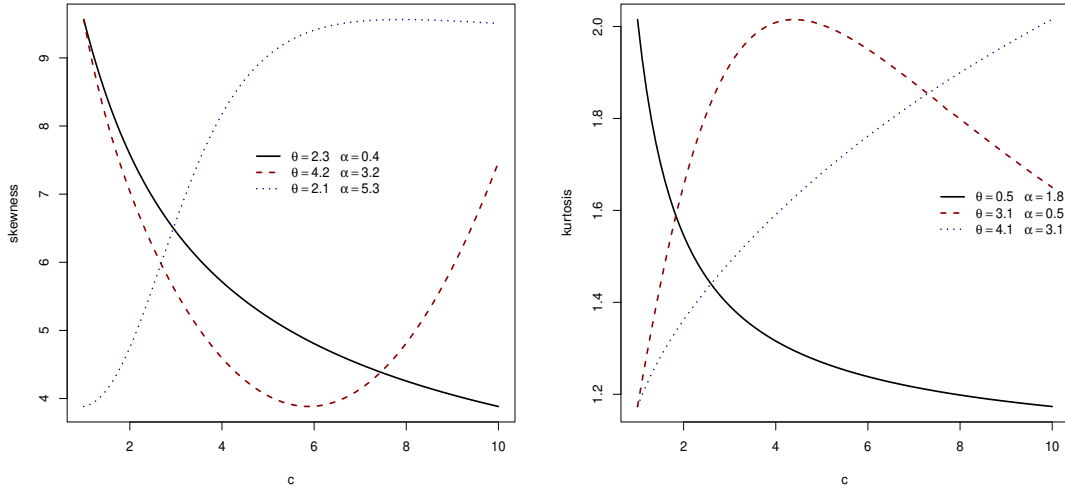 skewness
9
8
7
6
5
4
θ = 2.3 α = 0.4
θ = 4.2 α = 3.2
θ = 2.1 α = 5.3
2 4 6 8 10
c
kurtosis
2.0
1.8
1.6
1.4
1.2
θ = 0.5 α = 1.8
θ = 3.1 α = 0.5
θ = 4.1 α = 3.1
2 4 6 8 10
c